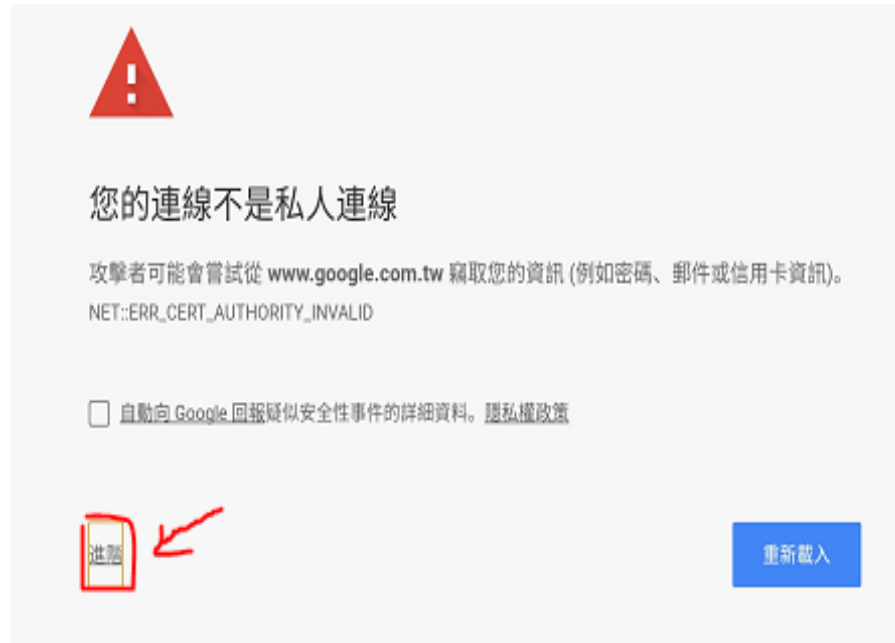 您的連線不是私人連線
攻擊者可能會嘗試從 www.google.com.tw 竊取您的資訊 (例如密碼、郵件或信用卡資訊)。
NET::ERR_CERT_AUTHORITY_INVALID
自動向 Google 回報疑似安全性事件的詳細資料。隱私權政策
進階
重新載入